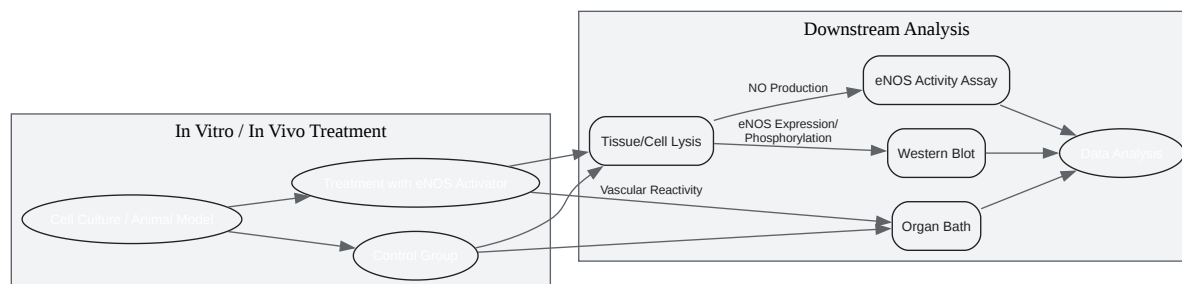 In Vitro / In Vivo Treatment
Cell Culture / Animal Model
Treatment with eNOS Activator
Control Group
Downstream Analysis
Tissue/Cell Lysis
NO Production
eNOS Expression/
Phosphorylation
Vascular Reactivity
eNOS Activity Assay
Western Blot
Organ Bath
Data Analysis